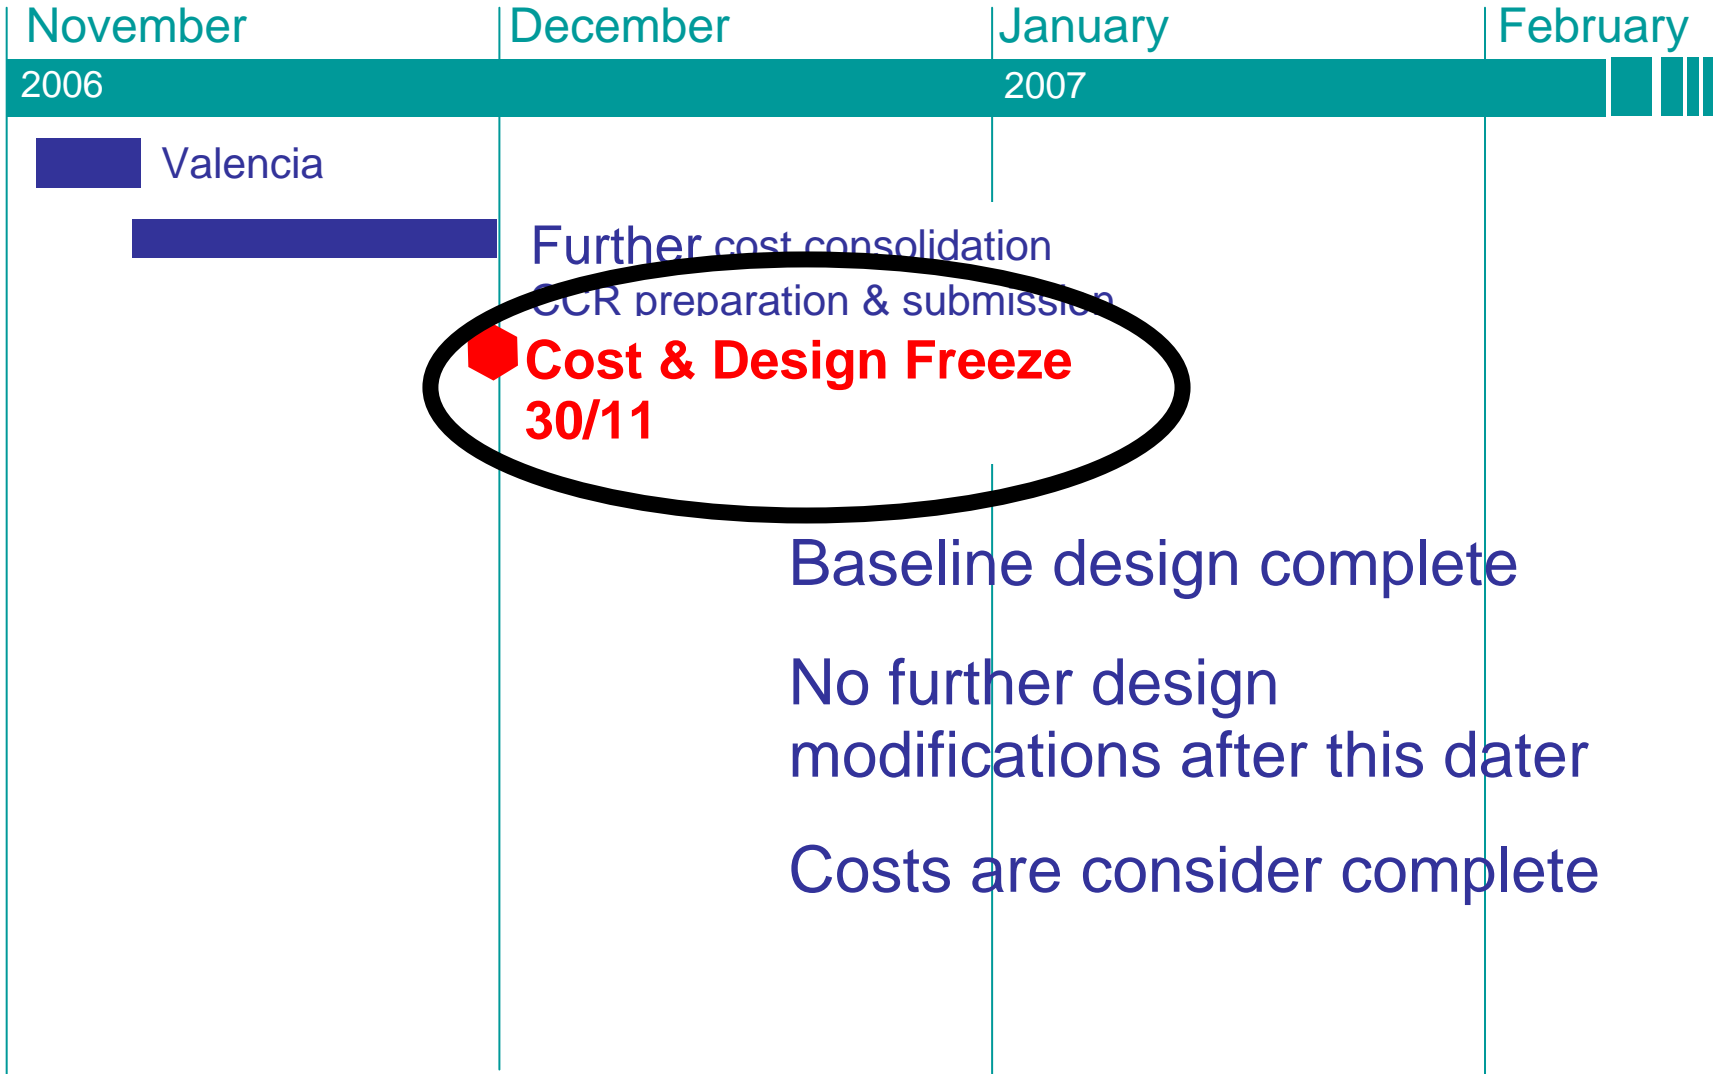 November December January February
2006 2007
Valencia
Further cost consolidation
CCR preparation & submission
Cost & Design Freeze
30/11
Baseline design complete
No further design
modifications after this dater
Costs are consider complete